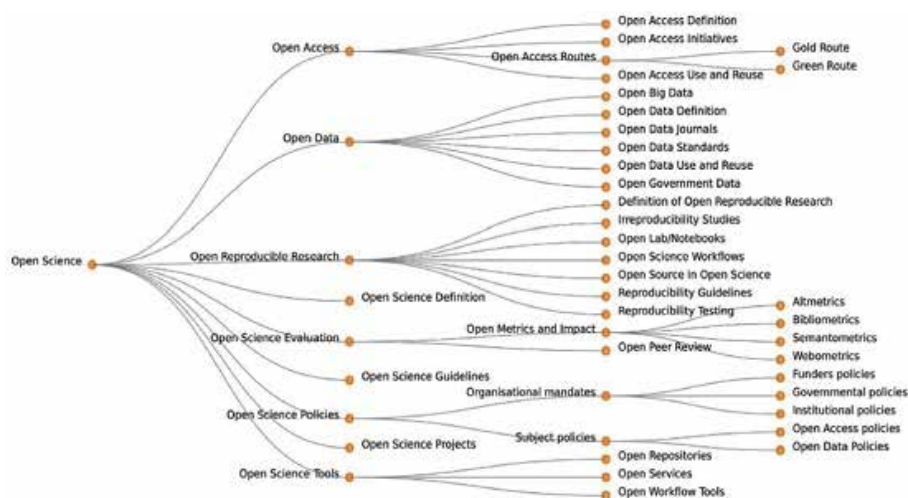 Open Access Definition
Open Access Initiatives
Open Access
Open Access Routes
Gold Route
Green Route
Open Access Use and Reuse
Open Big Data
Open Data Definition
Open Data Journals
Open Data
Open Data Standards
Open Data Use and Reuse
Open Government Data
Definition of Open Reproducible Research
Irreproducibility Studies
Open Lab/Notebooks
Open Science
Open Reproducible Research
Open Science Workflows
Open Source in Open Science
Reproducibility Guidelines
Reproducibility Testing
Open Science Definition
Open Science Evaluation
Open Metrics and Impact
Altmetrics
Bibliometrics
Semantometrics
Webometrics
Open Peer Review
Open Science Guidelines
Open Science Policies
Organisational mandates
Funders policies
Governmental policies
Institutional policies
Subject policies
Open Access policies
Open Data Policies
Open Science Projects
Open Science Tools
Open Repositories
Open Services
Open Workflow Tools